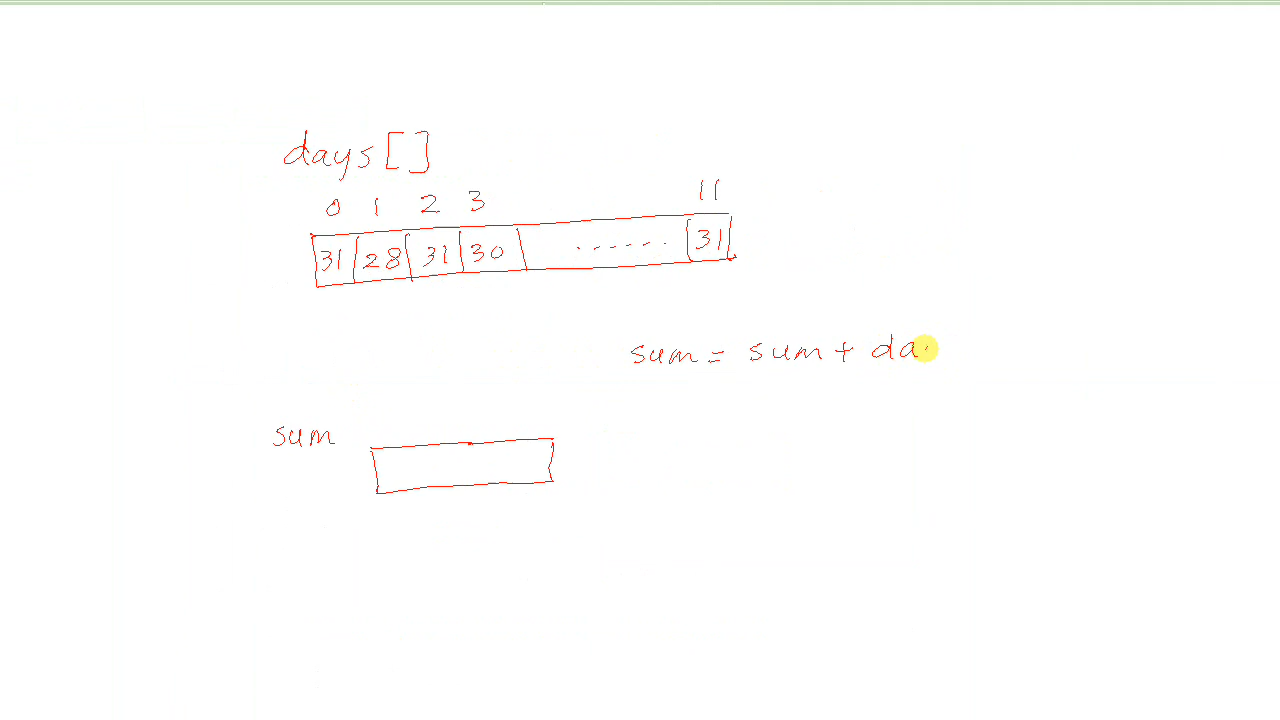 days[]
0 1 2 3 11
31 28 31 30 ...... 31
sum = sum + da
sum